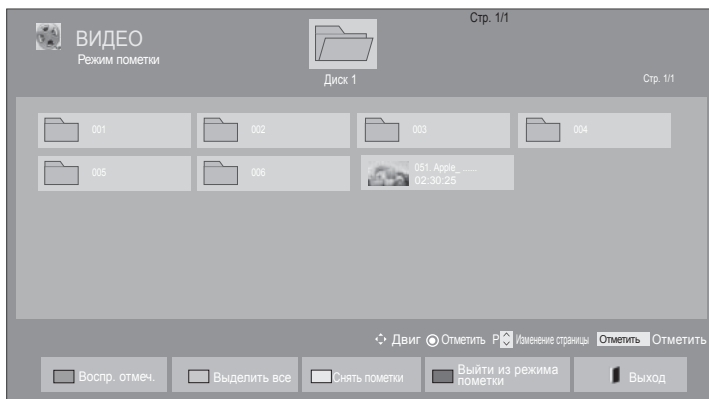 Стр. 1/1
ВИДЕО
Режим пометки
Диск 1
Стр. 1/1
001
002
003
004
005
006
051. Apple_ ......
02:30:25
Двиг
Отметить
P
Изменение страницы
Отметить
Отметить
Воспр. отмеч.
Выделить все
Снять пометки
Выйти из режима
пометки
Выход